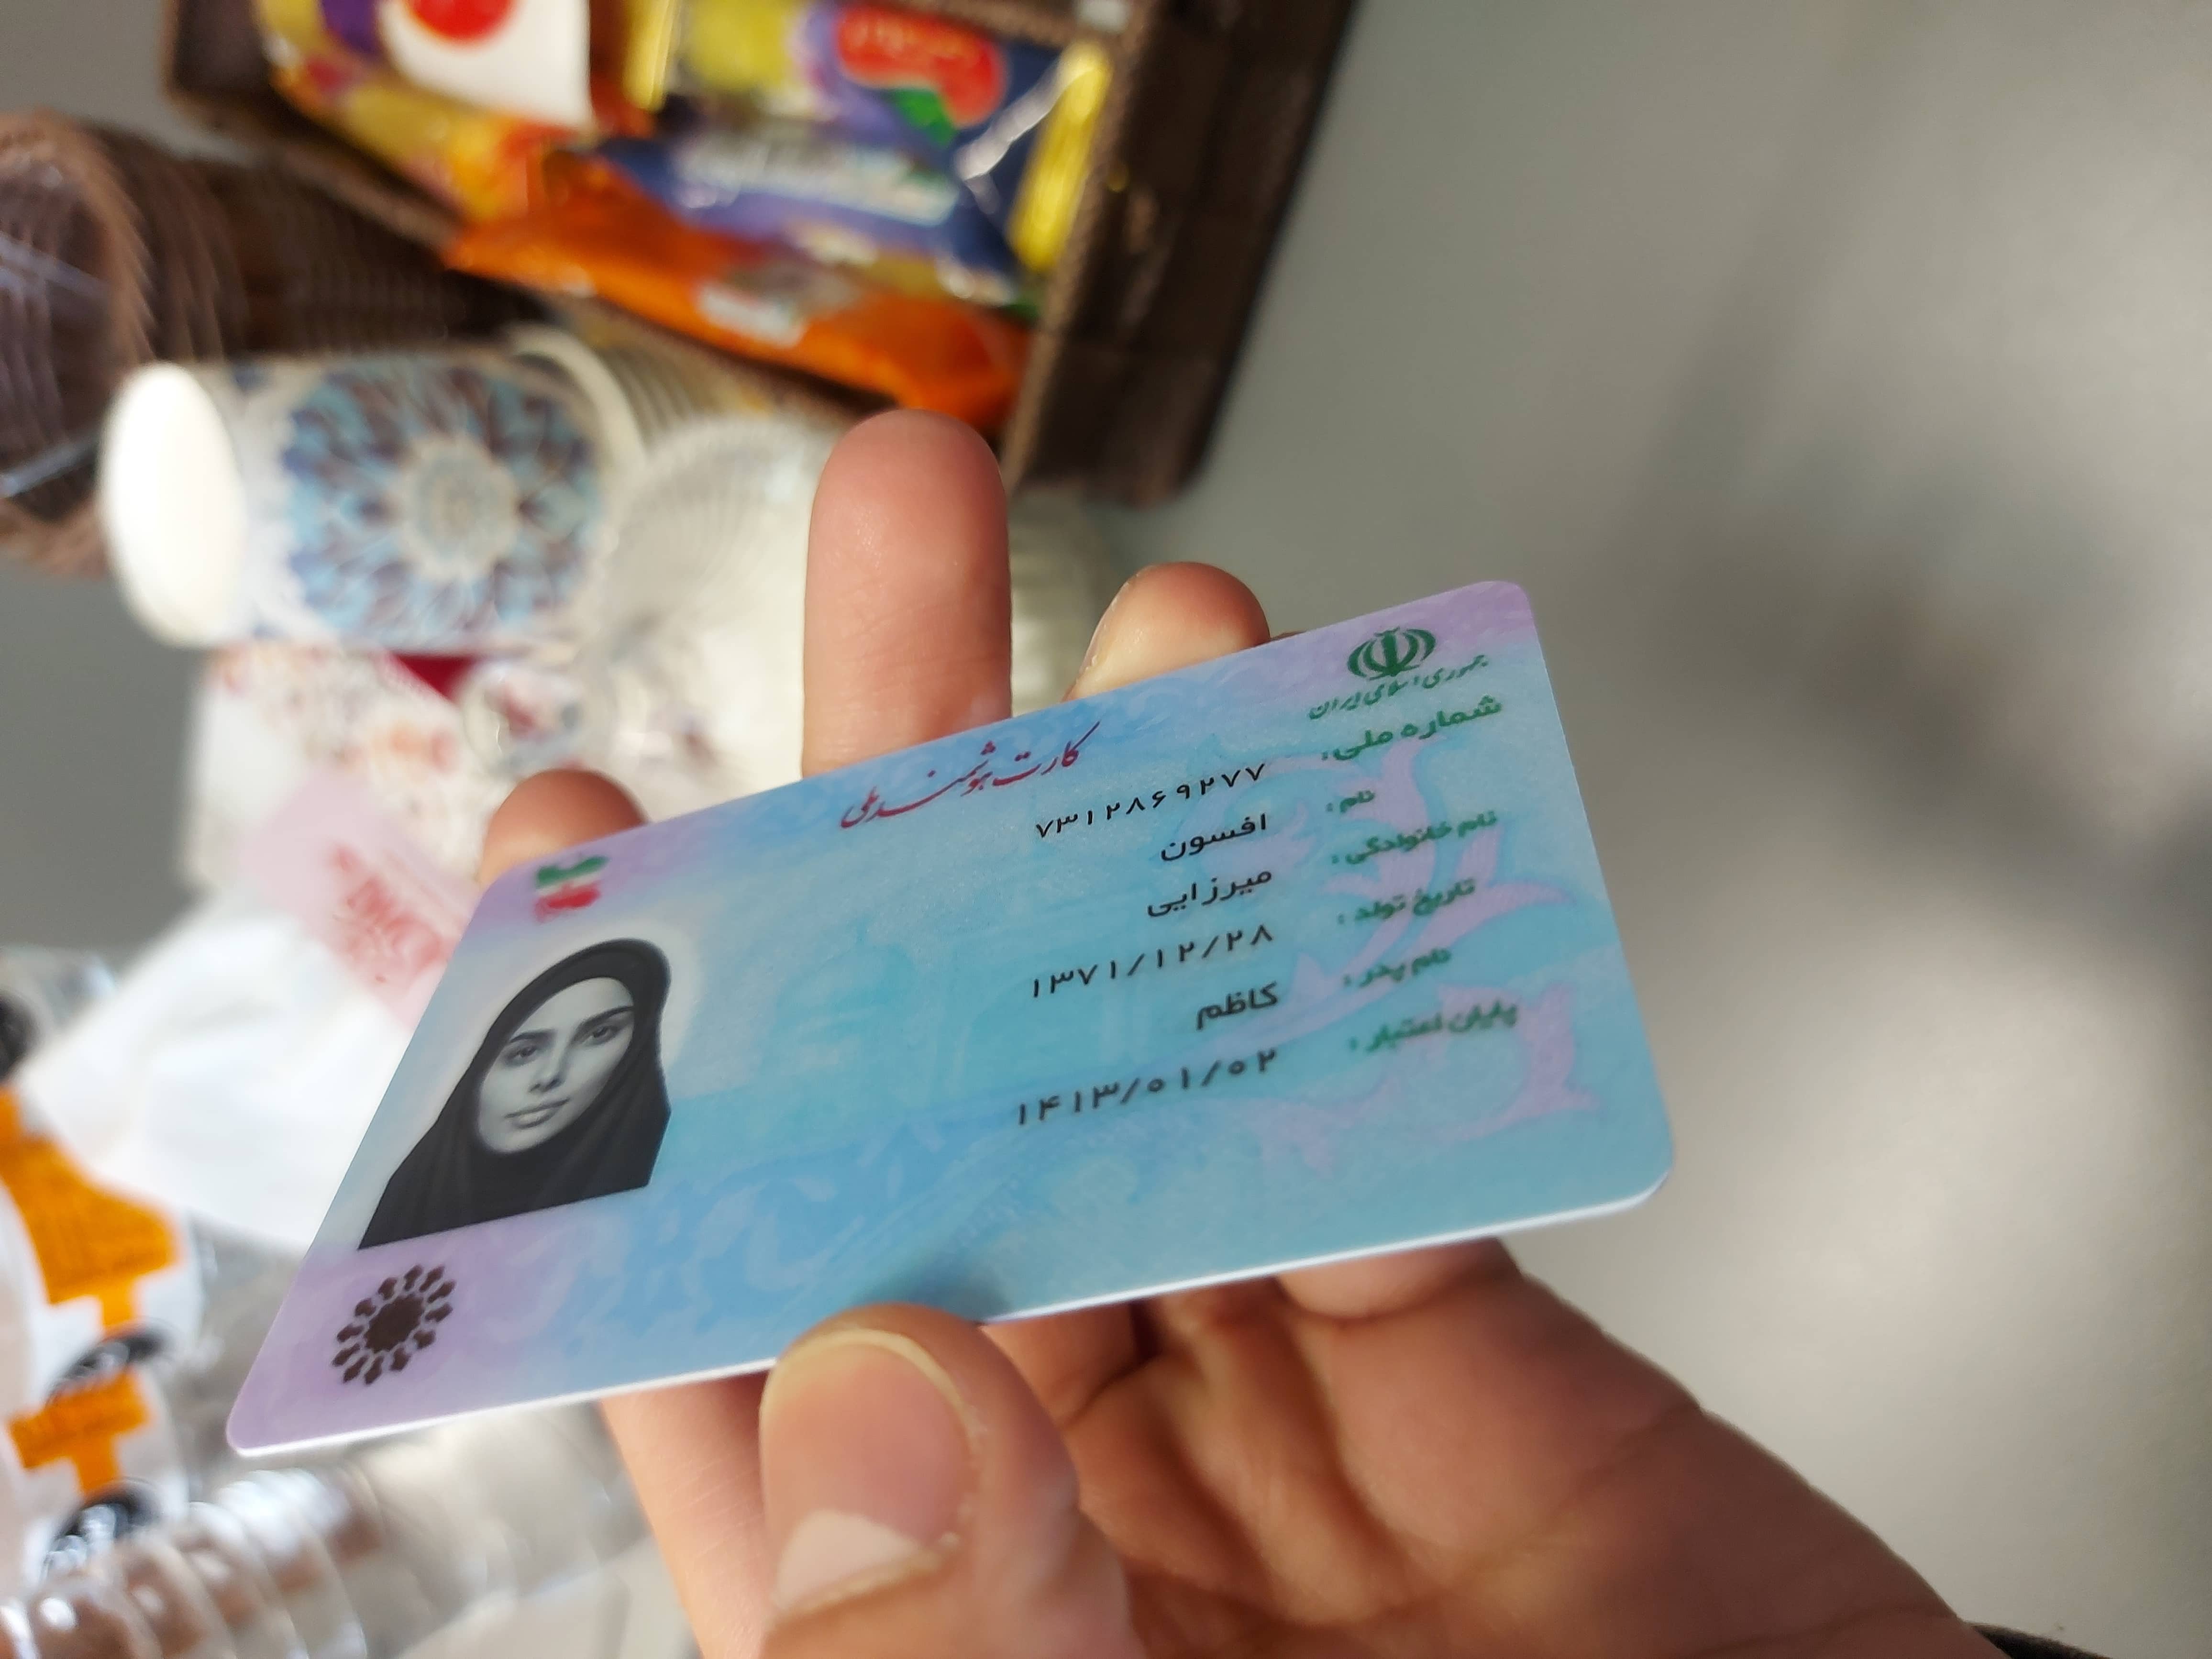 جمهوری اسلامی ایران
کارت هوشمند ملی
شماره ملی: ۷۳۱۲۸۶۹۲۷۷
نام: افسون
نام خانوادگی: میرزایی
تاریخ تولد: ۱۳۷۱/۱۲/۲۸
نام پدر: کاظم
پایان اعتبار: ۱۴۱۳/۰۱/۰۲